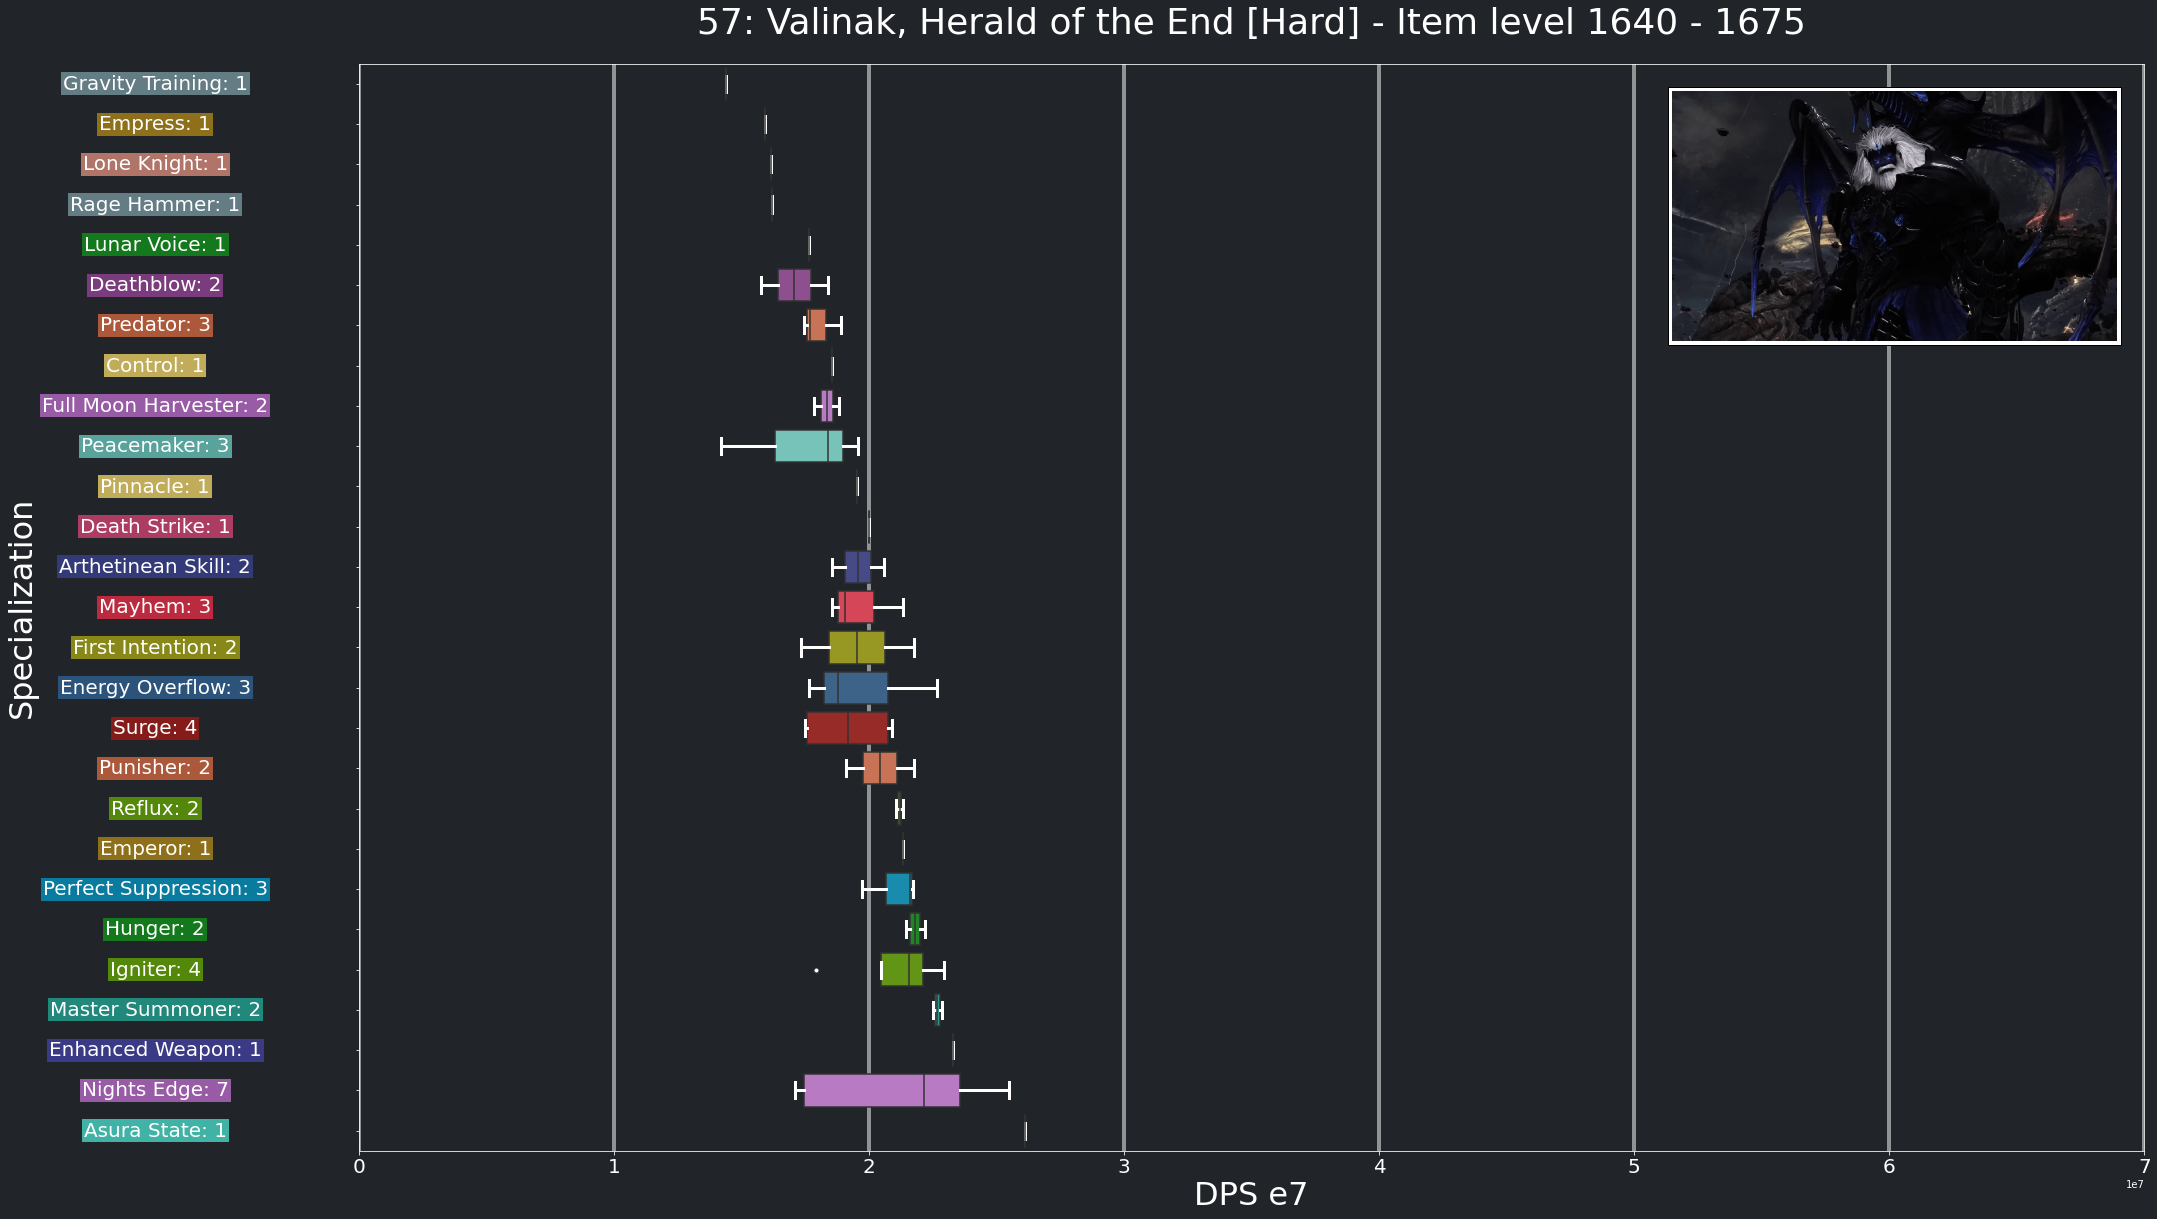 57: Valinak, Herald of the End [Hard] - Item level 1640 - 1675
Specialization
Gravity Training: 1
Empress: 1
Lone Knight: 1
Rage Hammer: 1
Lunar Voice: 1
Deathblow: 2
Predator: 3
Control: 1
Full Moon Harvester: 2
Peacemaker: 3
Pinnacle: 1
Death Strike: 1
Arthetinean Skill: 2
Mayhem: 3
First Intention: 2
Energy Overflow: 3
Surge: 4
Punisher: 2
Reflux: 2
Emperor: 1
Perfect Suppression: 3
Hunger: 2
Igniter: 4
Master Summoner: 2
Enhanced Weapon: 1
Nights Edge: 7
Asura State: 1
0 1 2 3 4 5 6 7
1e7
DPS e7